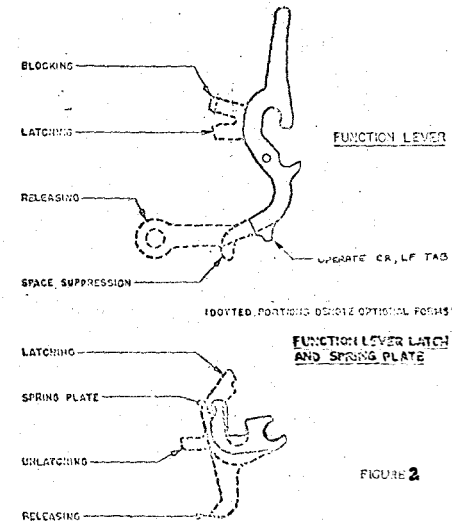 BLOCKING
LATCHING
FUNCTION LEVER
RELEASING
OPERATE CR, LF TAB
SPACE SUPPRESSION
(DOTTED PORTIONS DENOTE OPTIONAL FORMS)
FUNCTION LEVER LATCH
AND SPRING PLATE
LATCHING
SPRING PLATE
UNLATCHING
FIGURE 2
RELEASING